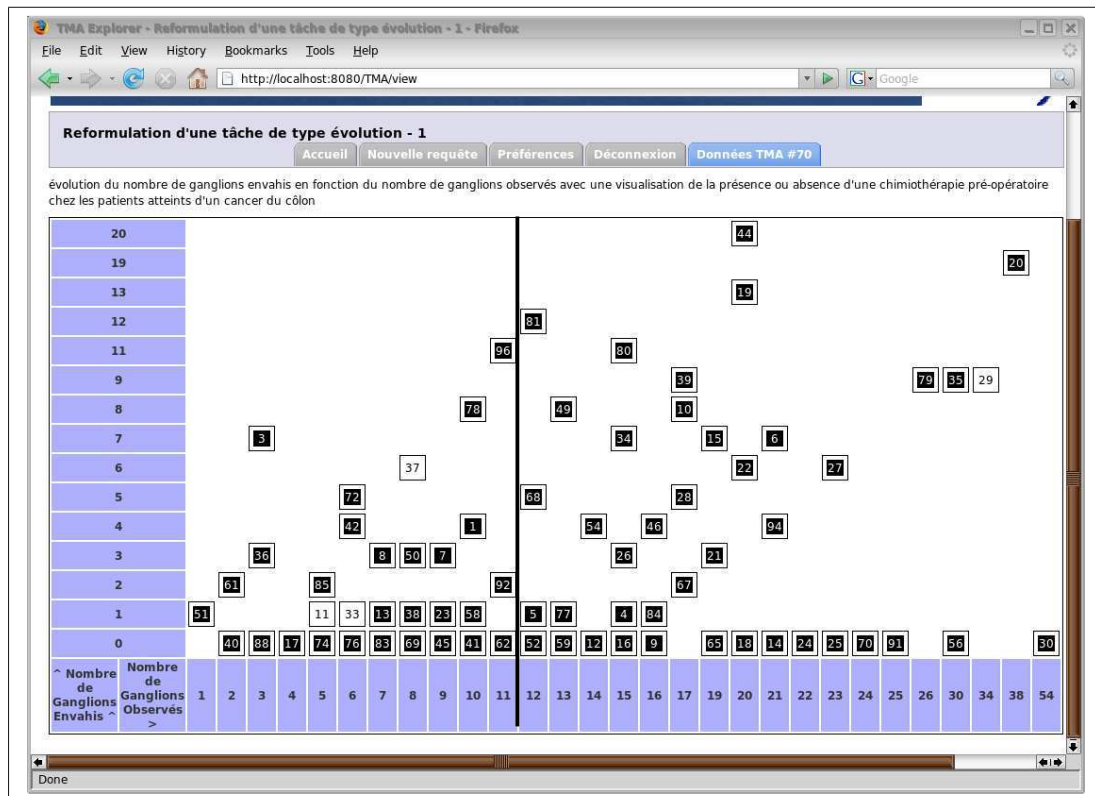 TMA Explorer - Reformulation d'une tâche de type évolution - 1 - Firefox
File Edit View History Bookmarks Tools Help
http://localhost:8080/TMA/view G Google
Reformulation d'une tâche de type évolution - 1
Accueil Nouvelle requête Préférences Déconnexion Données TMA #70
évolution du nombre de ganglions envahis en fonction du nombre de ganglions observés avec une visualisation de la présence ou absence d'une chimiothérapie pré-opératoire
chez les patients atteints d'un cancer du côlon
20 44
19 20
13 19
12 81
11 96 80
9 39 79 35 29
8 78 49 10
7 3 34 15 6
6 37 22 27
5 72 68 28
4 42 1 54 46 94
3 36 8 50 7 26 21
2 61 85 92 67
1 51 11 33 13 38 23 58 5 77 4 84
0 40 88 17 74 76 83 69 45 41 62 52 59 12 16 9 65 18 14 24 25 70 91 56 30
^ Nombre
de
Ganglions
Envahis ^
Nombre
de
Ganglions
Observés
>
1 2 3 4 5 6 7 8 9 10 11 12 13 14 15 16 17 19 20 21 22 23 24 25 26 30 34 38 54
Done